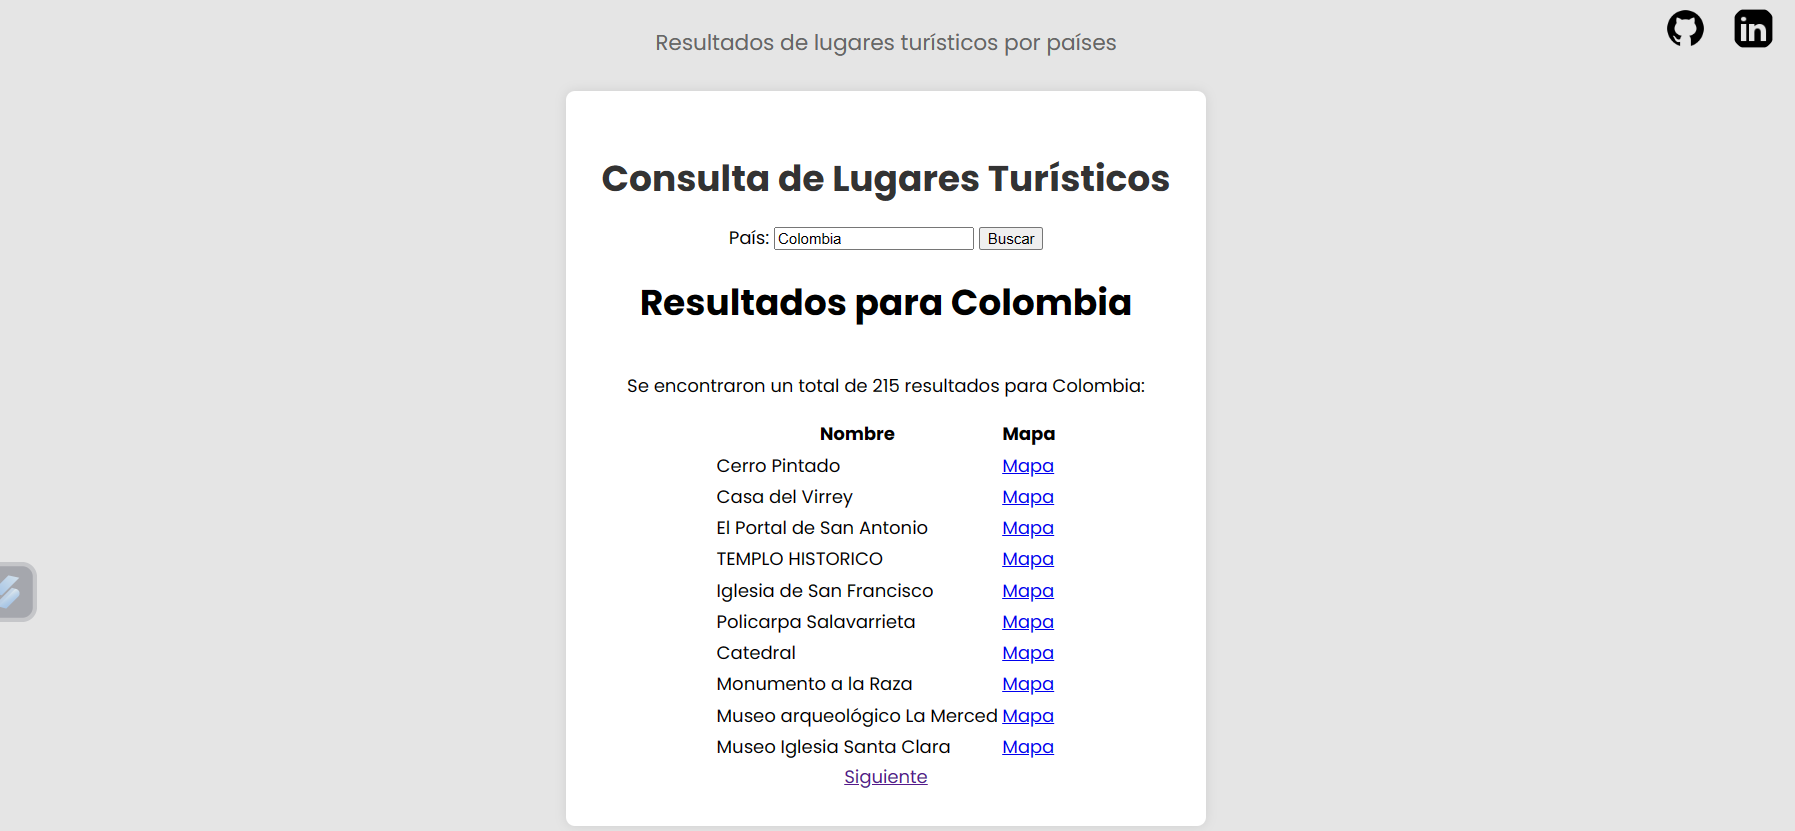 Resultados de lugares turísticos por países
in
Consulta de Lugares Turísticos
País: Colombia Buscar
Resultados para Colombia
Se encontraron un total de 215 resultados para Colombia:
Nombre Mapa
Cerro Pintado Mapa
Casa del Virrey Mapa
El Portal de San Antonio Mapa
TEMPLO HISTORICO Mapa
Iglesia de San Francisco Mapa
Policarpa Salavarrieta Mapa
Catedral Mapa
Monumento a la Raza Mapa
Museo arqueológico La Merced Mapa
Museo Iglesia Santa Clara Mapa
Siguiente